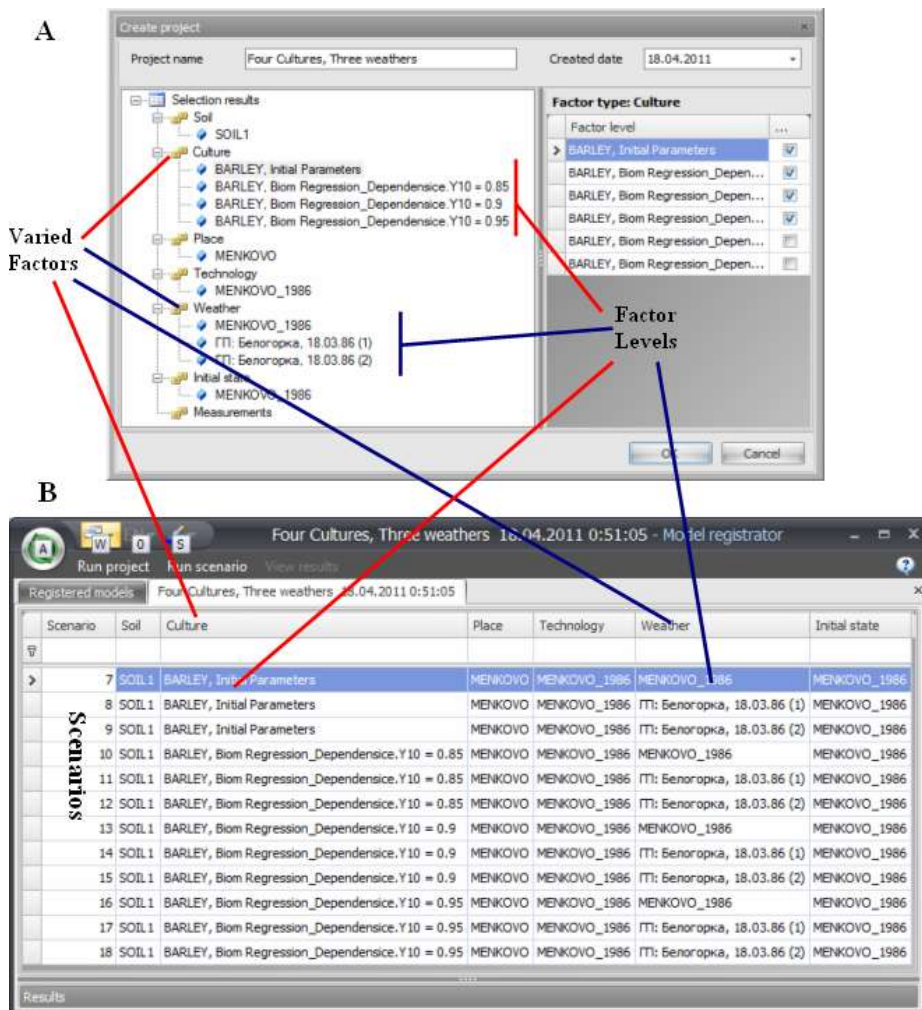 A
Create project
Project name Four Cultures, Three weathers Created date 18.04.2011
Selection results
Soil
SOIL1
Culture
BARLEY, Initial Parameters
BARLEY, Biom Regression_Dependensice.Y10 = 0.85
BARLEY, Biom Regression_Dependensice.Y10 = 0.9
BARLEY, Biom Regression_Dependensice.Y10 = 0.95
Place
MENKOVO
Technology
MENKOVO_1986
Weather
MENKOVO_1986
ГП: Белогорка, 18.03.86 (1)
ГП: Белогорка, 18.03.86 (2)
Initial state
MENKOVO_1986
Measurements
Factor type: Culture
Factor level ...
BARLEY, Initial Parameters
BARLEY, Biom Regression_Depen...
BARLEY, Biom Regression_Depen...
BARLEY, Biom Regression_Depen...
BARLEY, Biom Regression_Depen...
BARLEY, Biom Regression_Depen...
OK Cancel
Varied
Factors
Factor
Levels
B
A W 0 S Four Cultures, Three weathers 18.04.2011 0:51:05 - Model registrator
Run project Run scenario View results
Registered models Four Cultures, Three weathers 18.04.2011 0:51:05
Scenario Soil Culture Place Technology Weather Initial state
7 SOIL1 BARLEY, Initial Parameters MENKOVO MENKOVO_1986 MENKOVO_1986 MENKOVO_1986
8 SOIL1 BARLEY, Initial Parameters MENKOVO MENKOVO_1986 ГП: Белогорка, 18.03.86 (1) MENKOVO_1986
9 SOIL1 BARLEY, Initial Parameters MENKOVO MENKOVO_1986 ГП: Белогорка, 18.03.86 (2) MENKOVO_1986
10 SOIL1 BARLEY, Biom Regression_Dependensice.Y10 = 0.85 MENKOVO MENKOVO_1986 MENKOVO_1986 MENKOVO_1986
11 SOIL1 BARLEY, Biom Regression_Dependensice.Y10 = 0.85 MENKOVO MENKOVO_1986 ГП: Белогорка, 18.03.86 (1) MENKOVO_1986
12 SOIL1 BARLEY, Biom Regression_Dependensice.Y10 = 0.85 MENKOVO MENKOVO_1986 ГП: Белогорка, 18.03.86 (2) MENKOVO_1986
13 SOIL1 BARLEY, Biom Regression_Dependensice.Y10 = 0.9 MENKOVO MENKOVO_1986 MENKOVO_1986 MENKOVO_1986
14 SOIL1 BARLEY, Biom Regression_Dependensice.Y10 = 0.9 MENKOVO MENKOVO_1986 ГП: Белогорка, 18.03.86 (1) MENKOVO_1986
15 SOIL1 BARLEY, Biom Regression_Dependensice.Y10 = 0.9 MENKOVO MENKOVO_1986 ГП: Белогорка, 18.03.86 (2) MENKOVO_1986
16 SOIL1 BARLEY, Biom Regression_Dependensice.Y10 = 0.95 MENKOVO MENKOVO_1986 MENKOVO_1986 MENKOVO_1986
17 SOIL1 BARLEY, Biom Regression_Dependensice.Y10 = 0.95 MENKOVO MENKOVO_1986 ГП: Белогорка, 18.03.86 (1) MENKOVO_1986
18 SOIL1 BARLEY, Biom Regression_Dependensice.Y10 = 0.95 MENKOVO MENKOVO_1986 ГП: Белогорка, 18.03.86 (2) MENKOVO_1986
Scenarios
Results